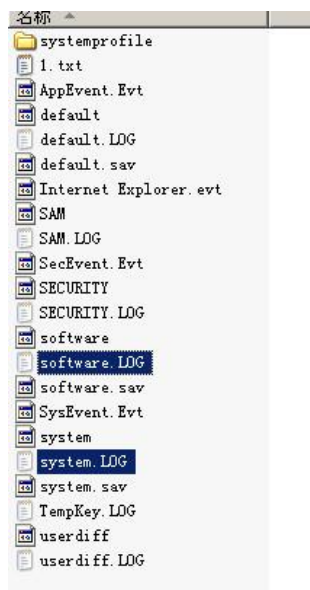 名称
systemprofile
1.txt
AppEvent.Evt
default
default.LOG
default.sav
Internet Explorer.evt
SAM
SAM.LOG
SecEvent.Evt
SECURITY
SECURITY.LOG
software
software.LOG
software.sav
SysEvent.Evt
system
system.LOG
system.sav
TempKey.LOG
userdiff
userdiff.LOG